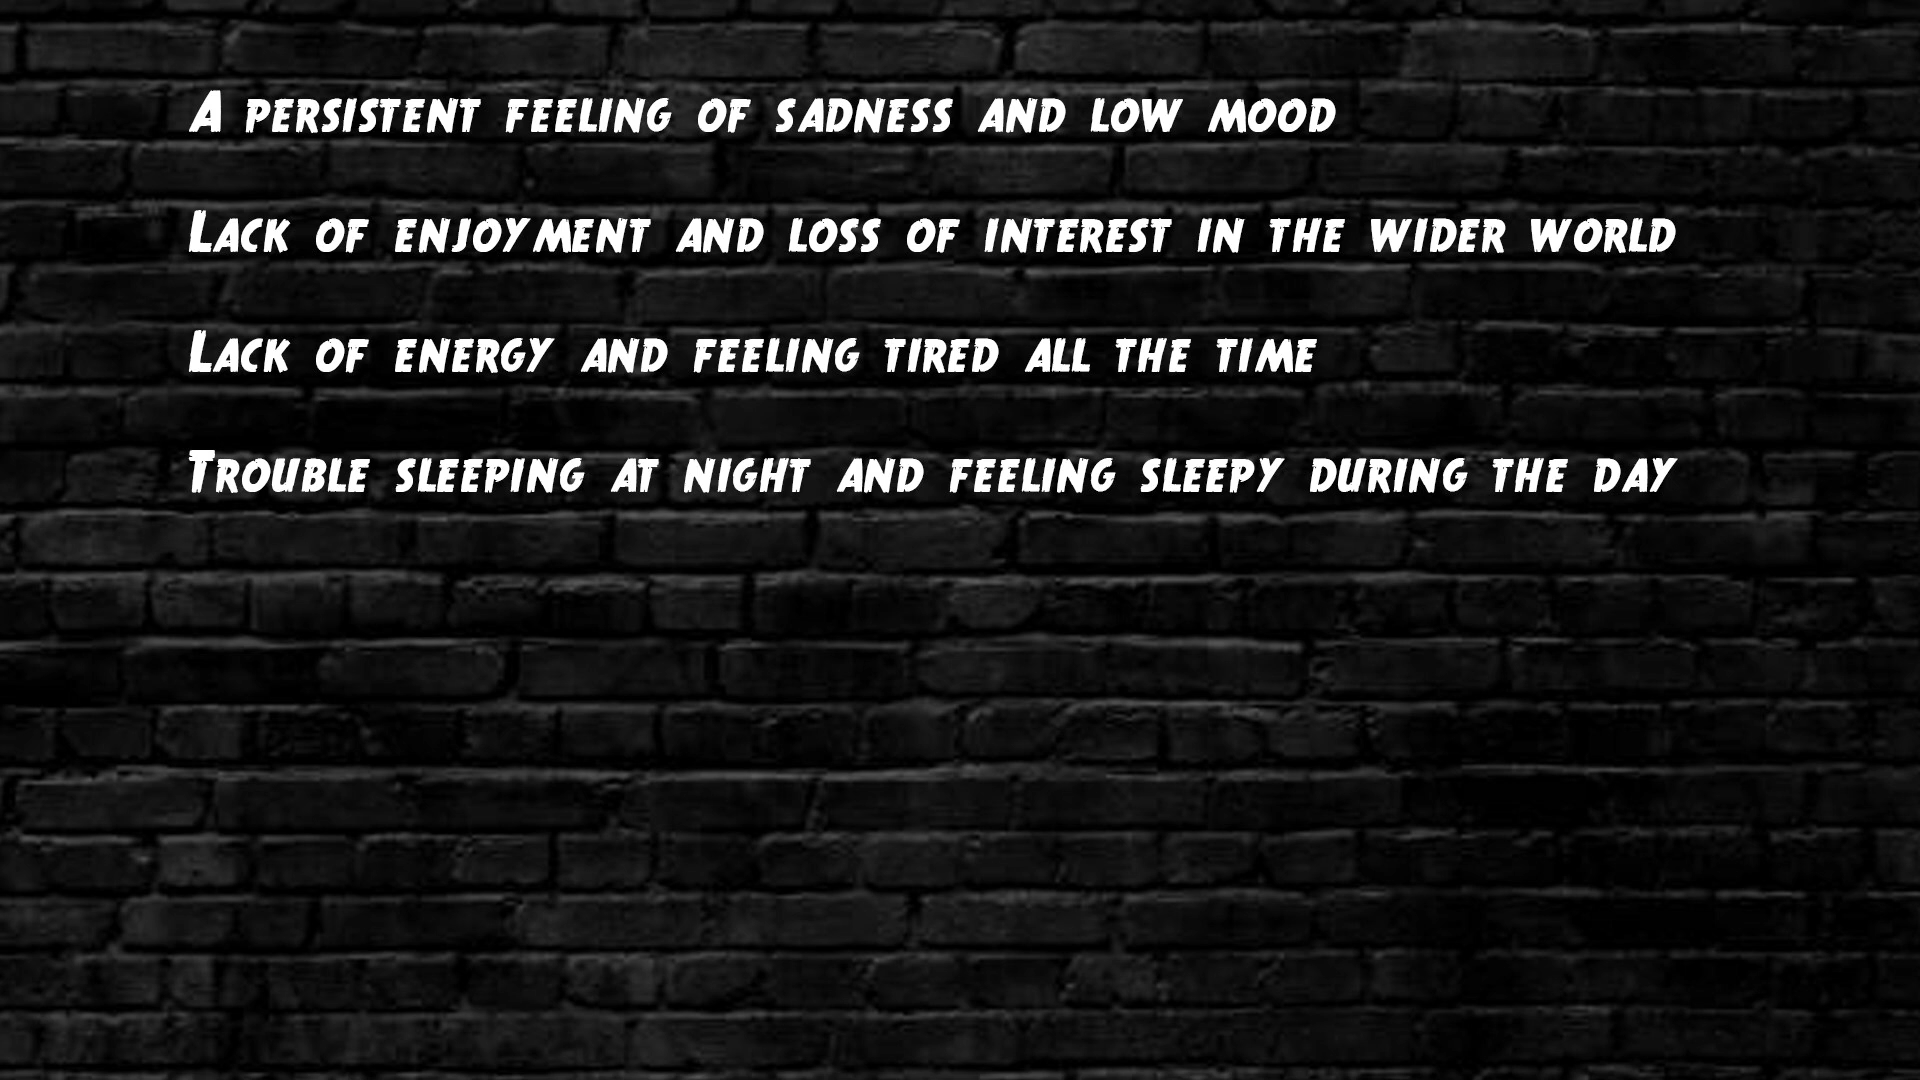 A persistent feeling of sadness and low mood
Lack of enjoyment and loss of interest in the wider world
Lack of energy and feeling tired all the time
Trouble sleeping at night and feeling sleepy during the day